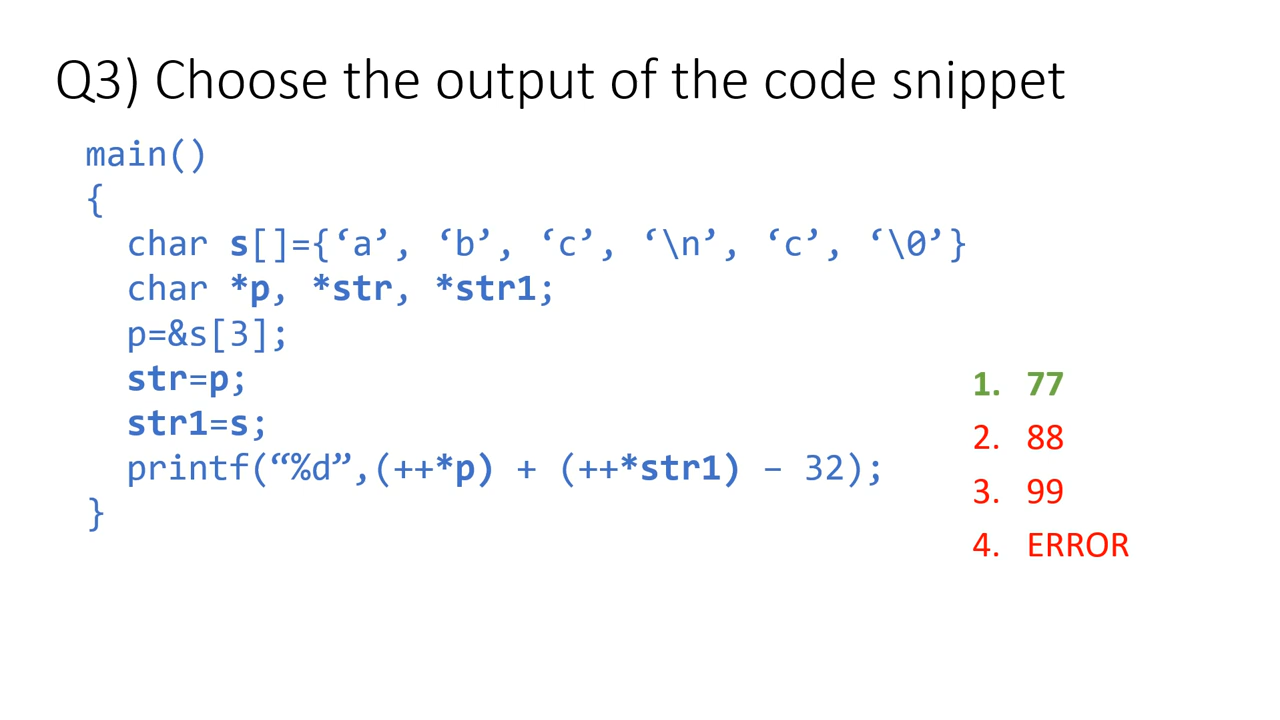 Q3) Choose the output of the code snippet
main()
{
char s[]={‘a’, ‘b’, ‘c’, ‘\n’, ‘c’, ‘\0’}
char *p, *str, *str1;
p=&s[3];
str=p;
str1=s;
printf(“%d”,(++*p) + (++*str1) – 32);
}
1. 77
2. 88
3. 99
4. ERROR